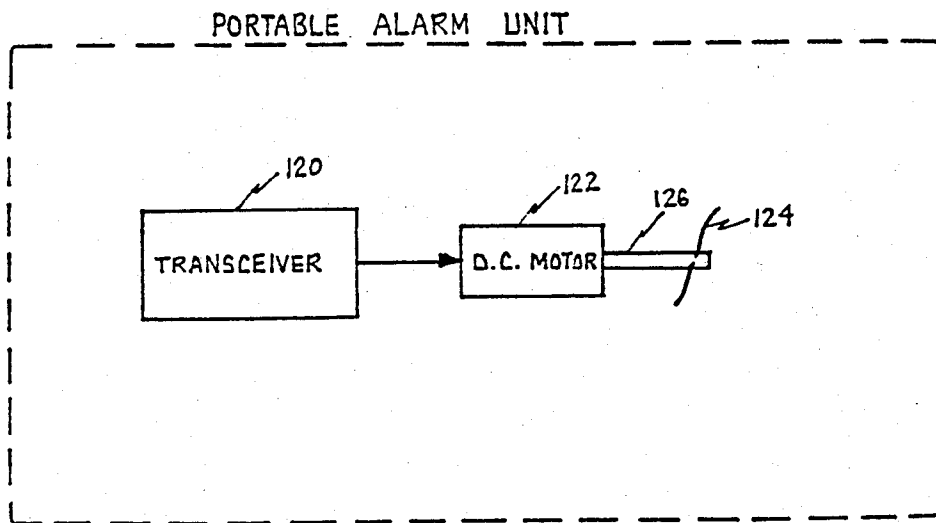 PORTABLE ALARM UNIT
120
122
126
124
TRANSCEIVER
D.C. MOTOR